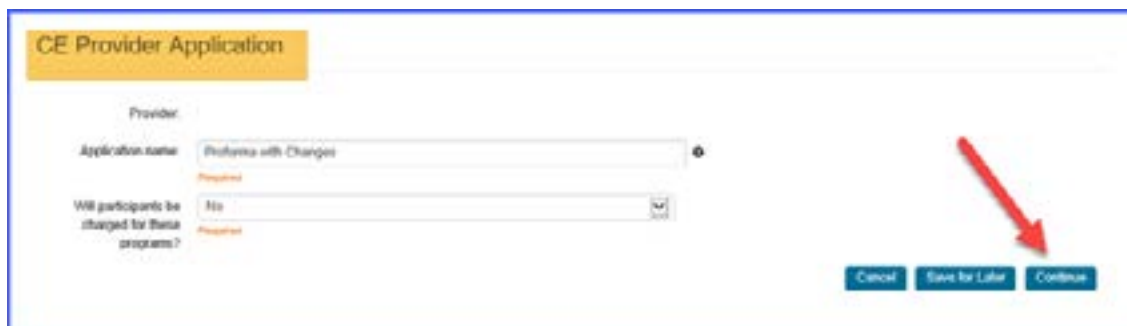 CE Provider Application
Provider:
Application name: Proforma with Changes
Required
Will participants be charged for these programs? No
Required
Cancel Save for Later Continue